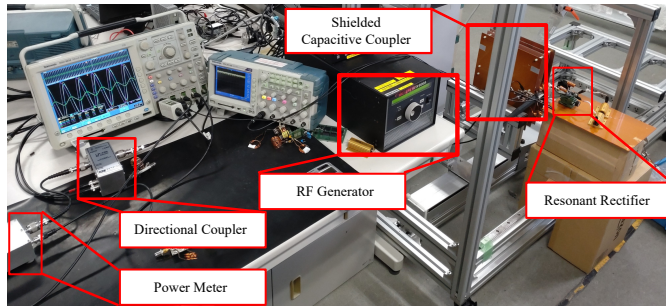 Shielded
Capacitive Coupler
RF Generator
Resonant Rectifier
Directional Coupler
Power Meter